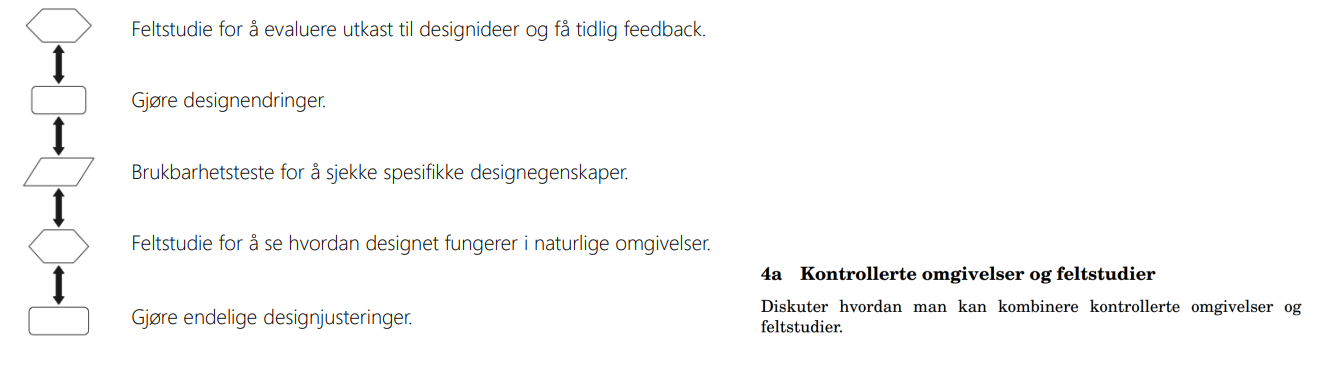 Feltstudie for å evaluere utkast til designideer og få tidlig feedback.
Gjøre designendringer.
Brukbarhetsteste for å sjekke spesifikke designegenskaper.
Feltstudie for å se hvordan designet fungerer i naturlige omgivelser.
Gjøre endelige designjusteringer.
4a Kontrollerte omgivelser og feltstudier
Diskuter hvordan man kan kombinere kontrollerte omgivelser og
feltstudier.